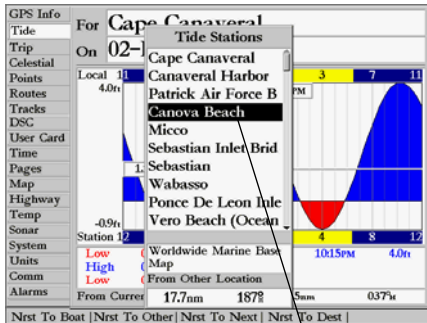 GPS Info
Tide
Trip
Celestial
Points
Routes
Tracks
DSC
User Card
Time
Pages
Map
Highway
Temp
Sonar
System
Units
Comm
Alarms
For Cape Canaveral
On 02-
Tide Stations
Cape Canaveral
Canaveral Harbor
Patrick Air Force B
Canova Beach
Micco
Sebastian Inlet Brid
Sebastian
Wabasso
Ponce De Leon Inle
Vero Beach (Ocean
Worldwide Marine Base
Map
From Other Location
17.7nm 187°
Local 11 3 7 11
4.0ft
PM
-0.9ft
Station 12 4 8 12
Low
High
Low
10:15PM 4.0ft
From Curre
Nrst To Boat | Nrst To Other | Nrst To Next | Nrst To Dest |